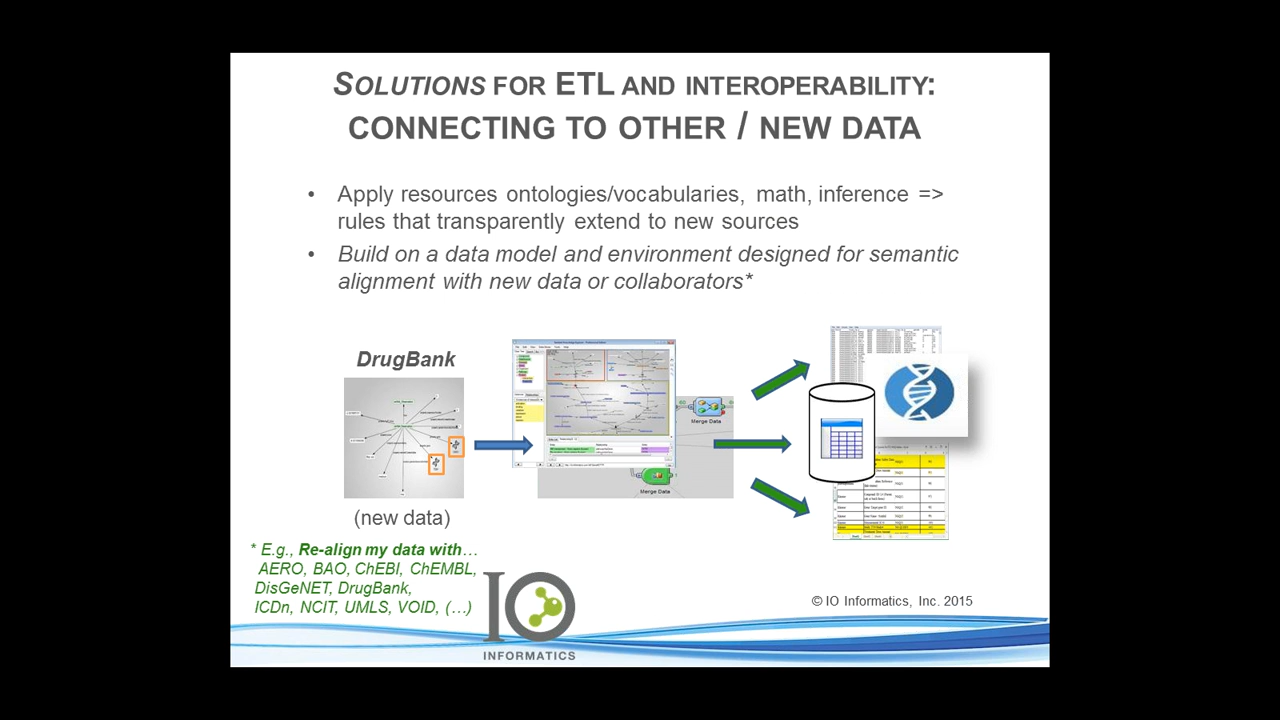 SOLUTIONS FOR ETL AND INTEROPERABILITY:
CONNECTING TO OTHER / NEW DATA
• Apply resources ontologies/vocabularies, math, inference =>
rules that transparently extend to new sources
• Build on a data model and environment designed for semantic
alignment with new data or collaborators*
DrugBank
Merge Data
Merge Data
(new data)
* E.g., Re-align my data with…
AERO, BAO, ChEBI, ChEMBL,
DisGeNET, DrugBank,
ICDn, NCIT, UMLS, VOID, (…)
© IO Informatics, Inc. 2015
IO
INFORMATICS